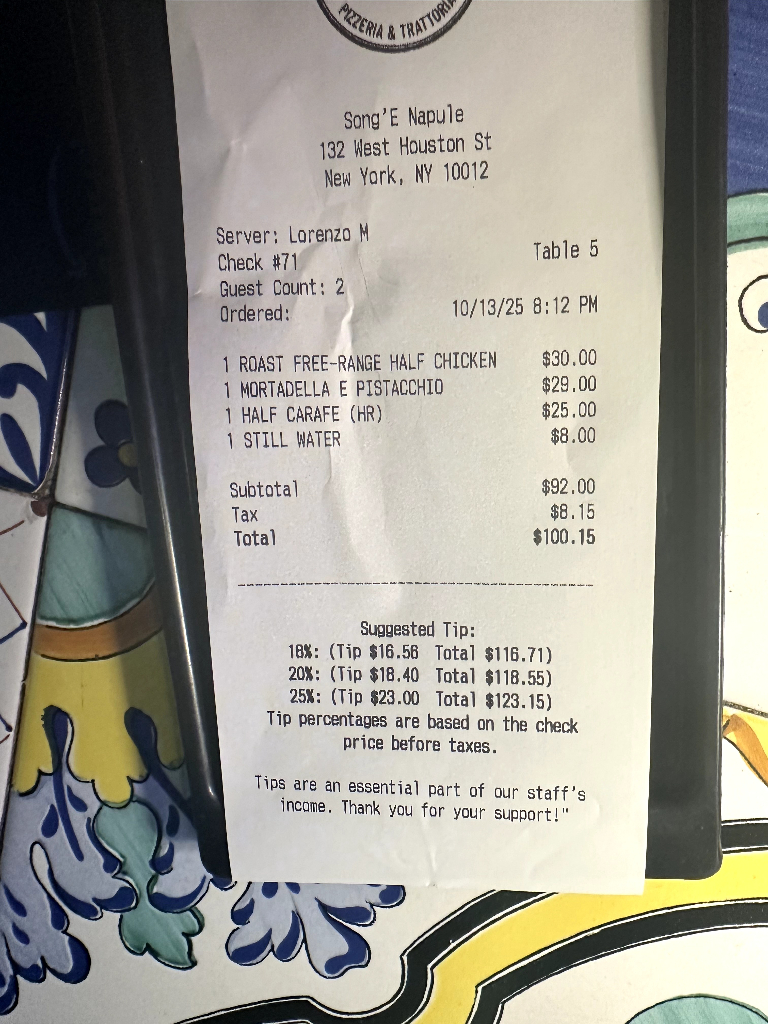 PIZZERIA & TRATTORIA
Song'E Napule
132 West Houston St
New York, NY 10012
Server: Lorenzo M
Check #71 Table 5
Guest Count: 2
Ordered: 10/13/25 8:12 PM
1 ROAST FREE-RANGE HALF CHICKEN $30.00
1 MORTADELLA E PISTACCHIO $29.00
1 HALF CARAFE (HR) $25.00
1 STILL WATER $8.00
Subtotal $92.00
Tax $8.15
Total $100.15
Suggested Tip:
18%: (Tip $16.56 Total $116.71)
20%: (Tip $18.40 Total $118.55)
25%: (Tip $23.00 Total $123.15)
Tip percentages are based on the check
price before taxes.
Tips are an essential part of our staff's
income. Thank you for your support!"